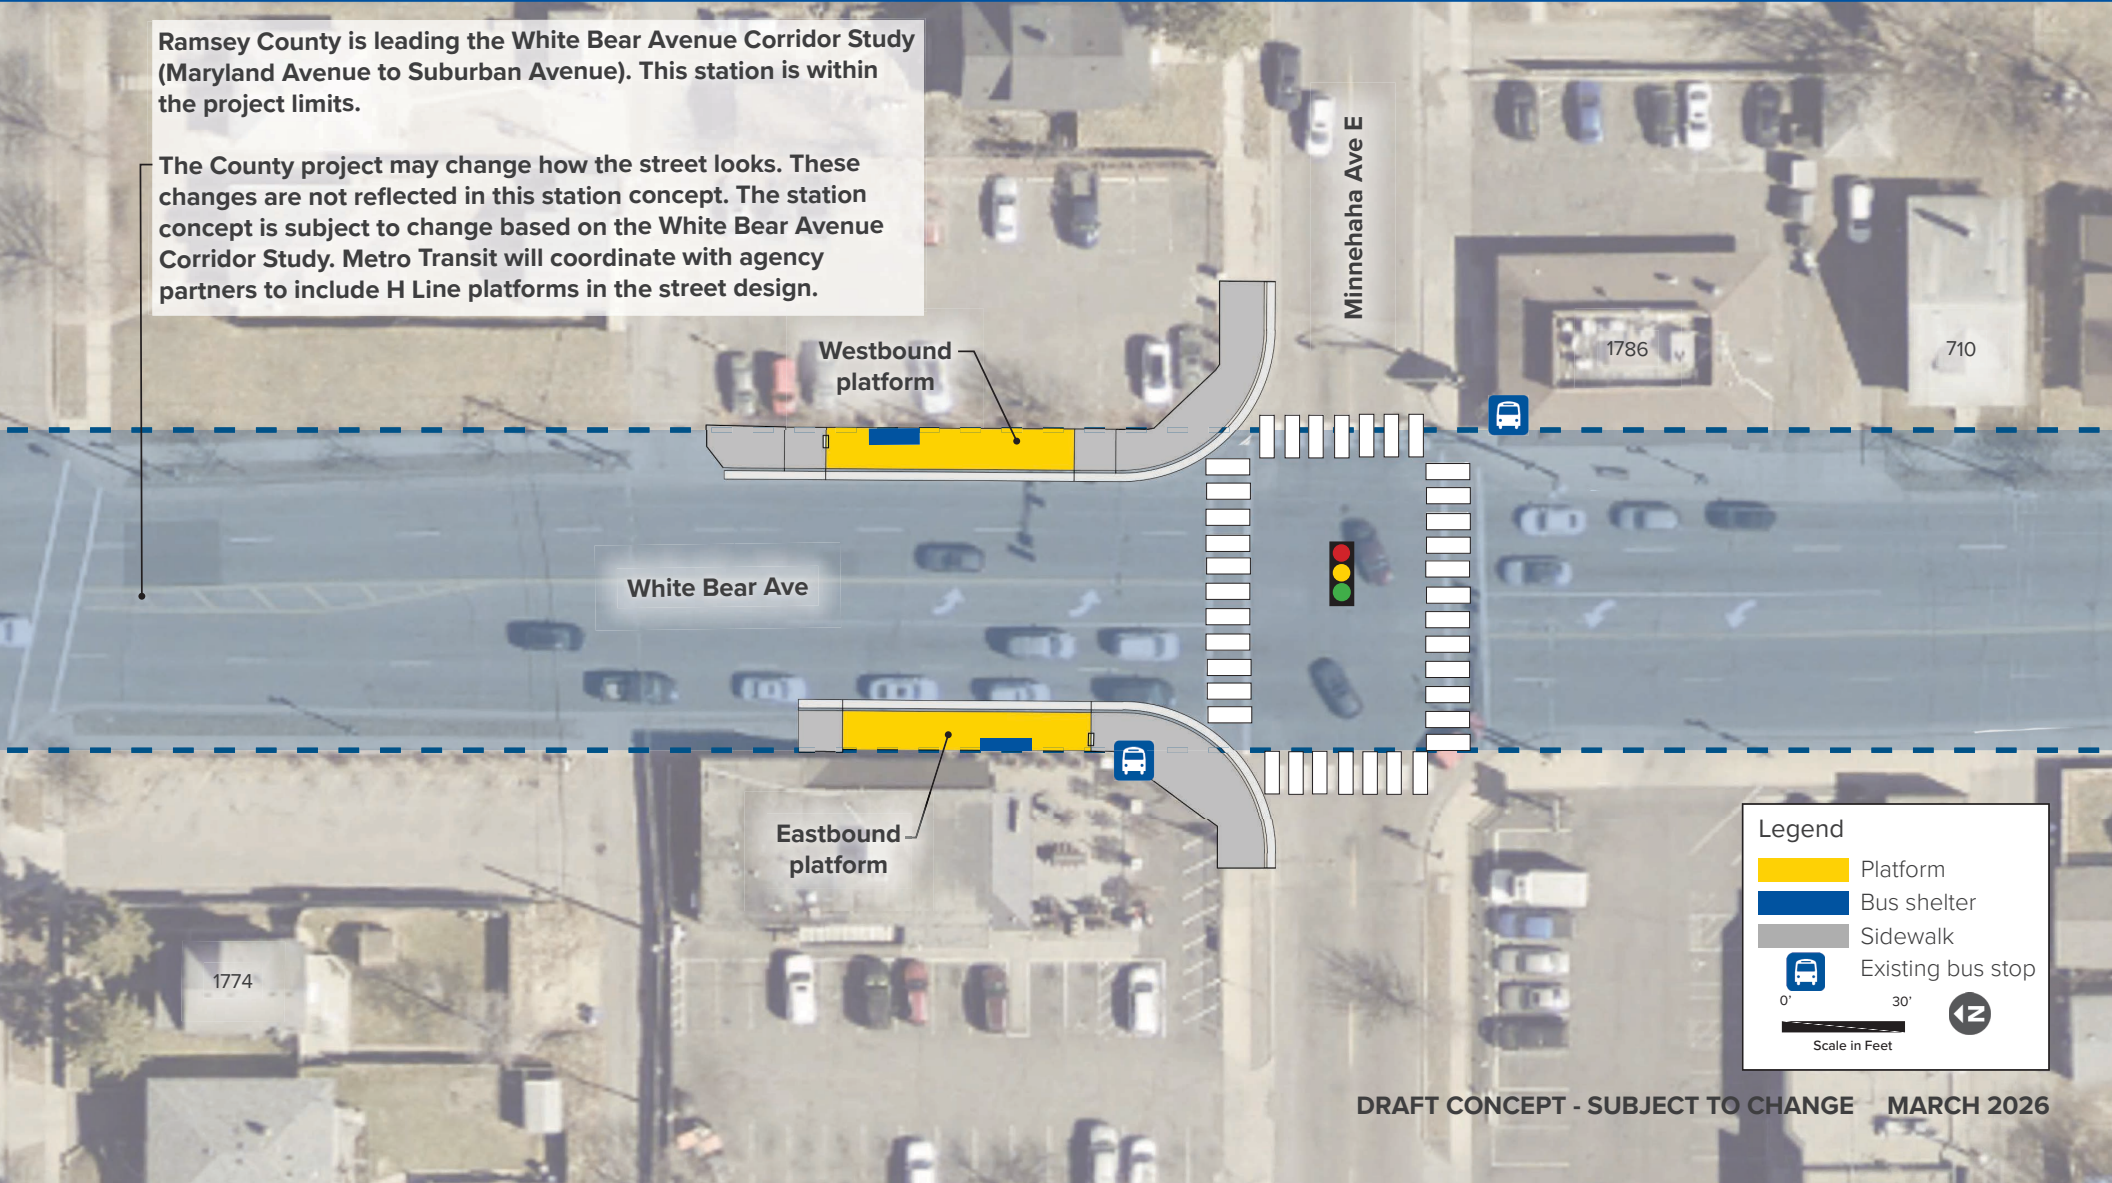 Ramsey County is leading the White Bear Avenue Corridor Study
(Maryland Avenue to Suburban Avenue). This station is within
the project limits.
The County project may change how the street looks. These
changes are not reflected in this station concept. The station
concept is subject to change based on the White Bear Avenue
Corridor Study. Metro Transit will coordinate with agency
partners to include H Line platforms in the street design.
Minnehaha Ave E
Westbound
platform
1786
710
White Bear Ave
Eastbound
platform
1774
Legend
Platform
Bus shelter
Sidewalk
Existing bus stop
0' 30'
Scale in Feet
N
DRAFT CONCEPT - SUBJECT TO CHANGE MARCH 2026